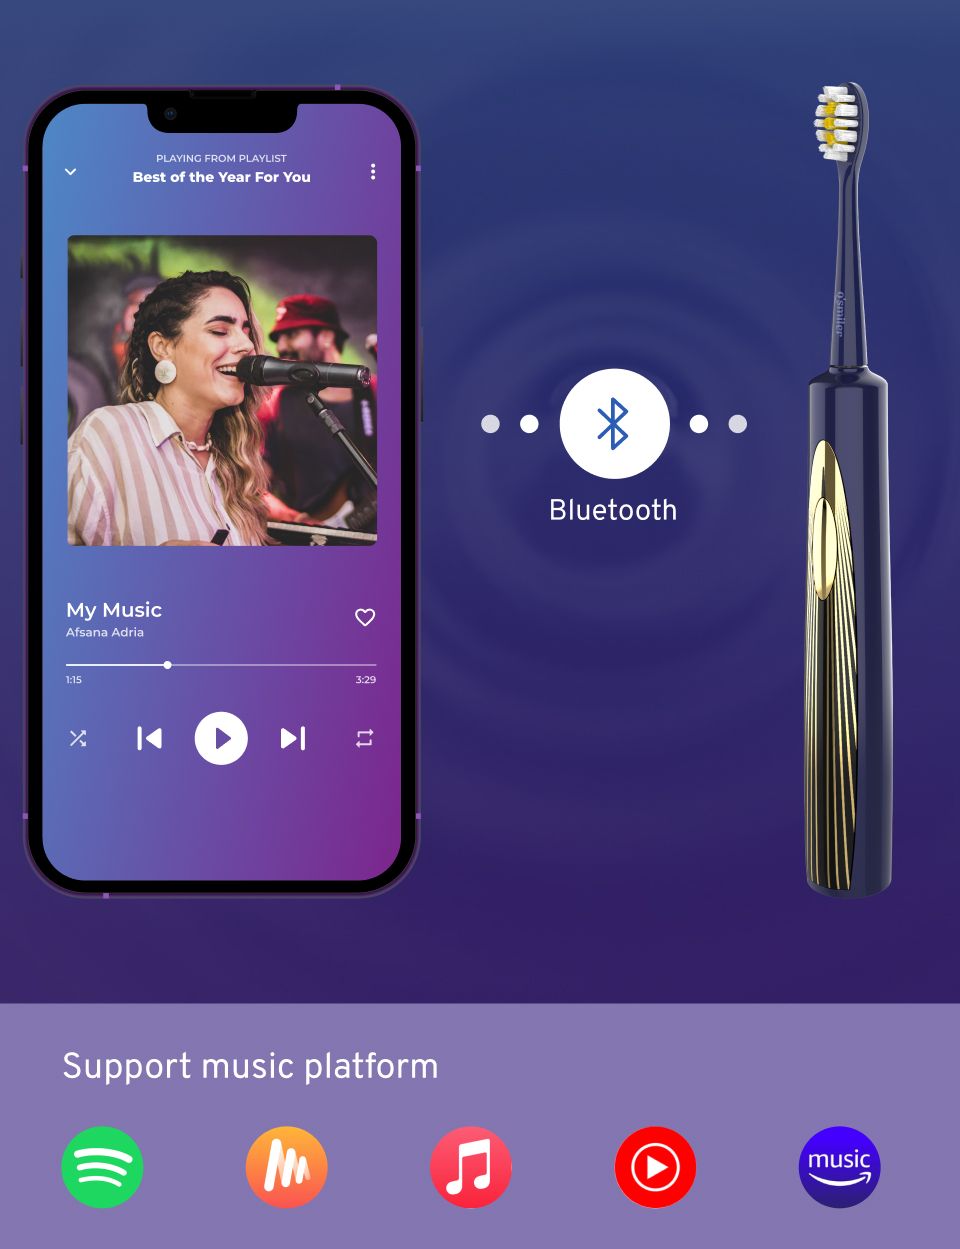 PLAYING FROM PLAYLIST
Best of the Year For You
o'smiler
Bluetooth
My Music
Afsana Adria
1:15
3:29
Support music platform
music